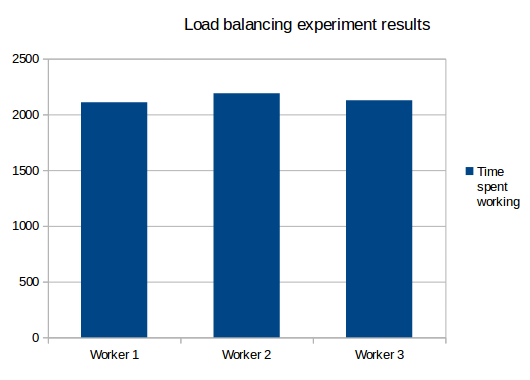 Load balancing experiment results
2500
2000
1500
1000
500
0
Worker 1
Worker 2
Worker 3
Time
spent
working